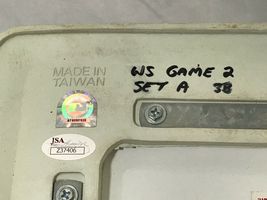 MADE IN
TAIWAN
WS GAME 2
SET A 38
JSA
Z37406